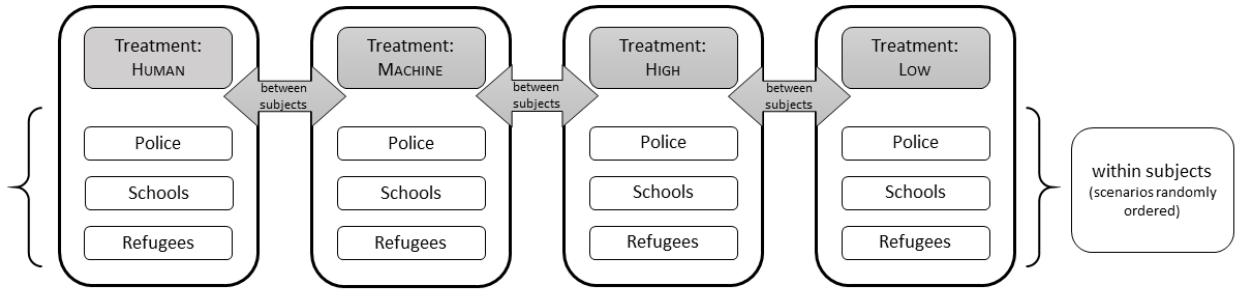 Treatment:
HUMAN
Treatment:
MACHINE
Treatment:
HIGH
Treatment:
LOW
between
subjects
between
subjects
between
subjects
Police
Police
Police
Police
Schools
Schools
Schools
Schools
Refugees
Refugees
Refugees
Refugees
within subjects
(scenarios randomly
ordered)